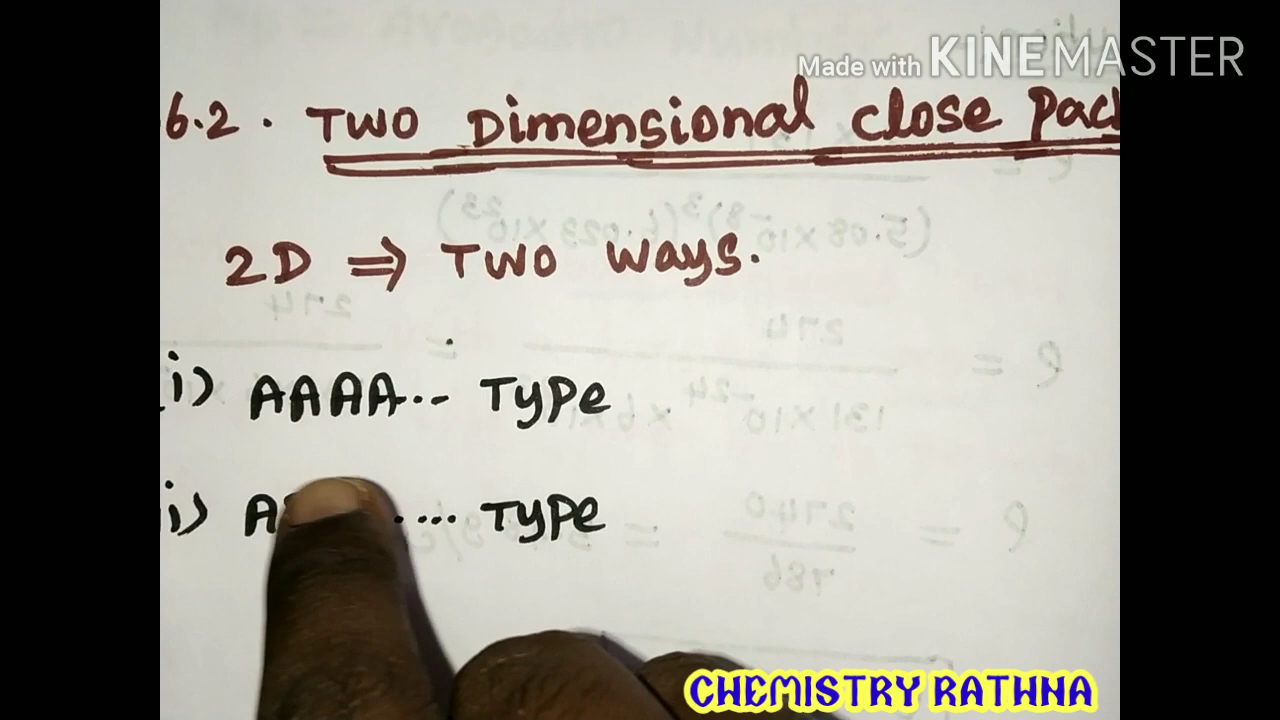 Made with KINEMASTER
6.2. Two Dimensional close Pac
2D ⇒ Two ways.
i) AAAA.. Type
i) A.... Type
CHEMISTRY RATHNA